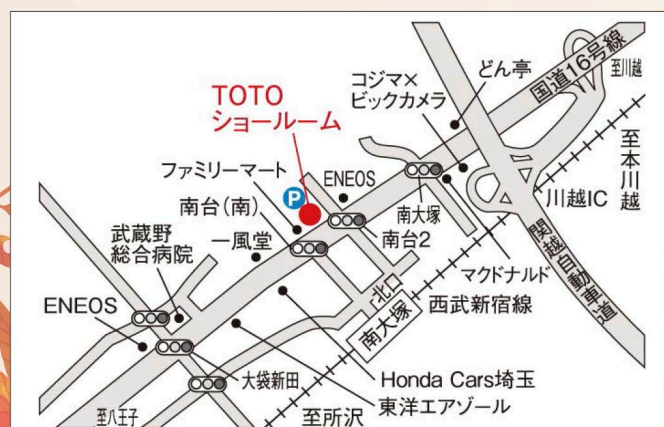 どん亭
国道16号線
至川越
コジマ×
ビックカメラ
TOTO
ショールーム
至本川越
ファミリーマート
ENEOS
P
南台(南)
南大塚
川越IC
武蔵野
総合病院
一風堂
南台2
関越自動車道
マクドナルド
北口
ENEOS
西武新宿線
南大塚
大袋新田
Honda Cars埼玉
東洋エアゾール
至八王子
至所沢